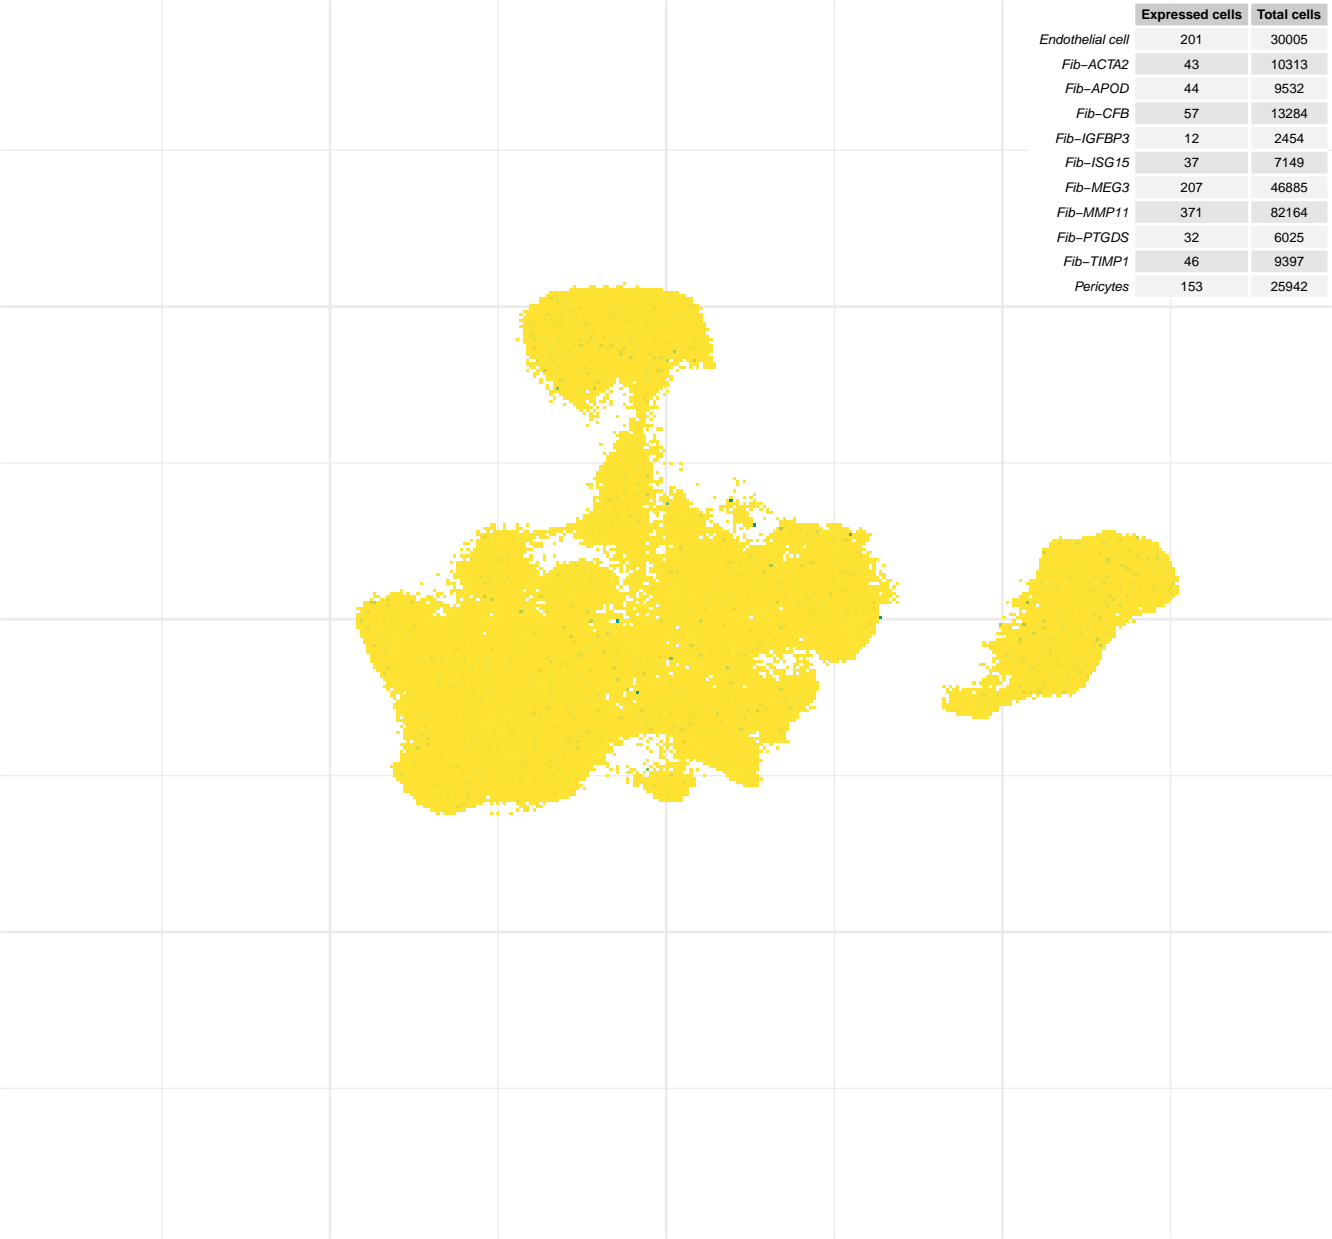 Expressed cells Total cells
Endothelial cell 201 30005
Fib−ACTA2 43 10313
Fib−APOD 44 9532
Fib−CFB 57 13284
Fib−IGFBP3 12 2454
Fib−ISG15 37 7149
Fib−MEG3 207 46885
Fib−MMP11 371 82164
Fib−PTGDS 32 6025
Fib−TIMP1 46 9397
Pericytes 153 25942